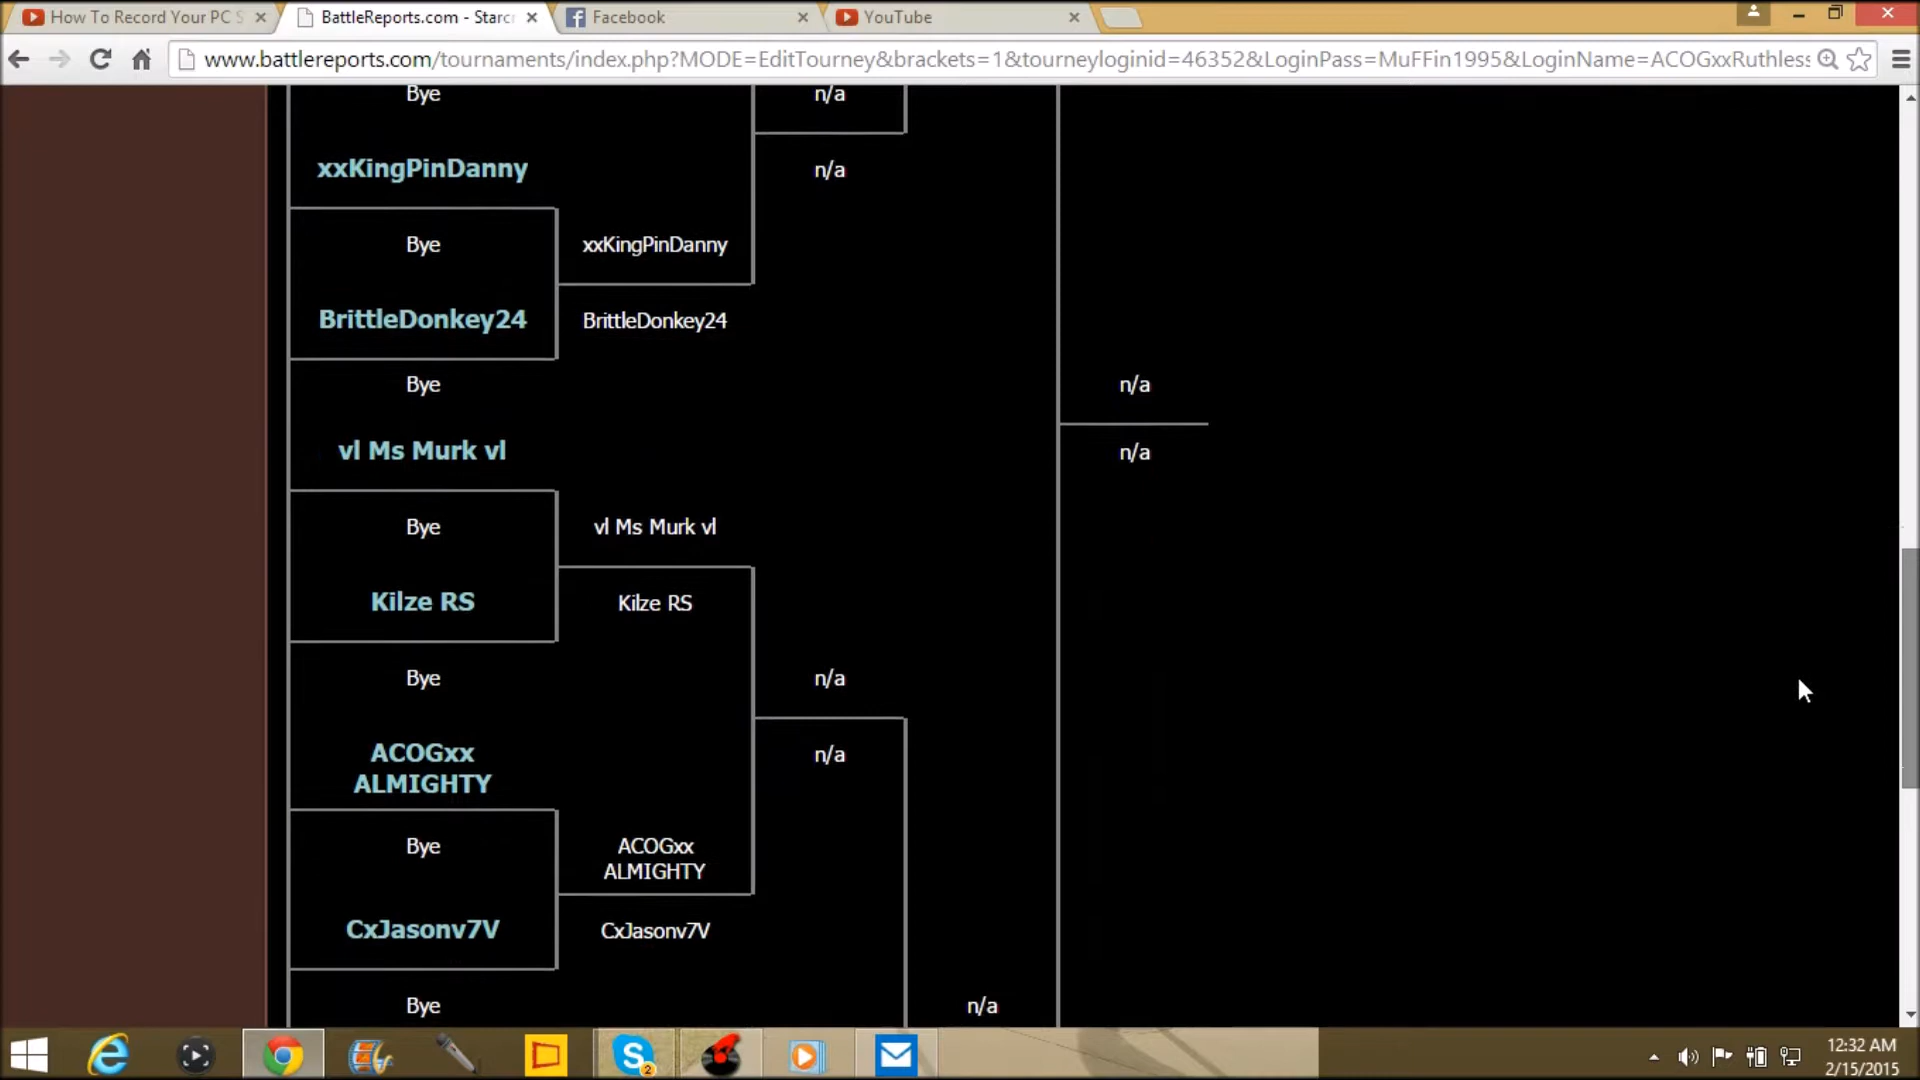 How To Record Your PC S
BattleReports.com - Starc
Facebook
YouTube
www.battlereports.com/tournaments/index.php?MODE=EditTourney&brackets=1&tourneyloginid=46352&LoginPass=MuFFin1995&LoginName=ACOGxxRuthless
Bye
n/a
xxKingPinDanny
n/a
Bye
xxKingPinDanny
BrittleDonkey24
BrittleDonkey24
Bye
n/a
vl Ms Murk vl
n/a
Bye
vl Ms Murk vl
Kilze RS
Kilze RS
Bye
n/a
ACOGxx
ALMIGHTY
n/a
Bye
ACOGxx
ALMIGHTY
CxJasonv7V
CxJasonv7V
Bye
n/a
2
12:32 AM
2/15/2015